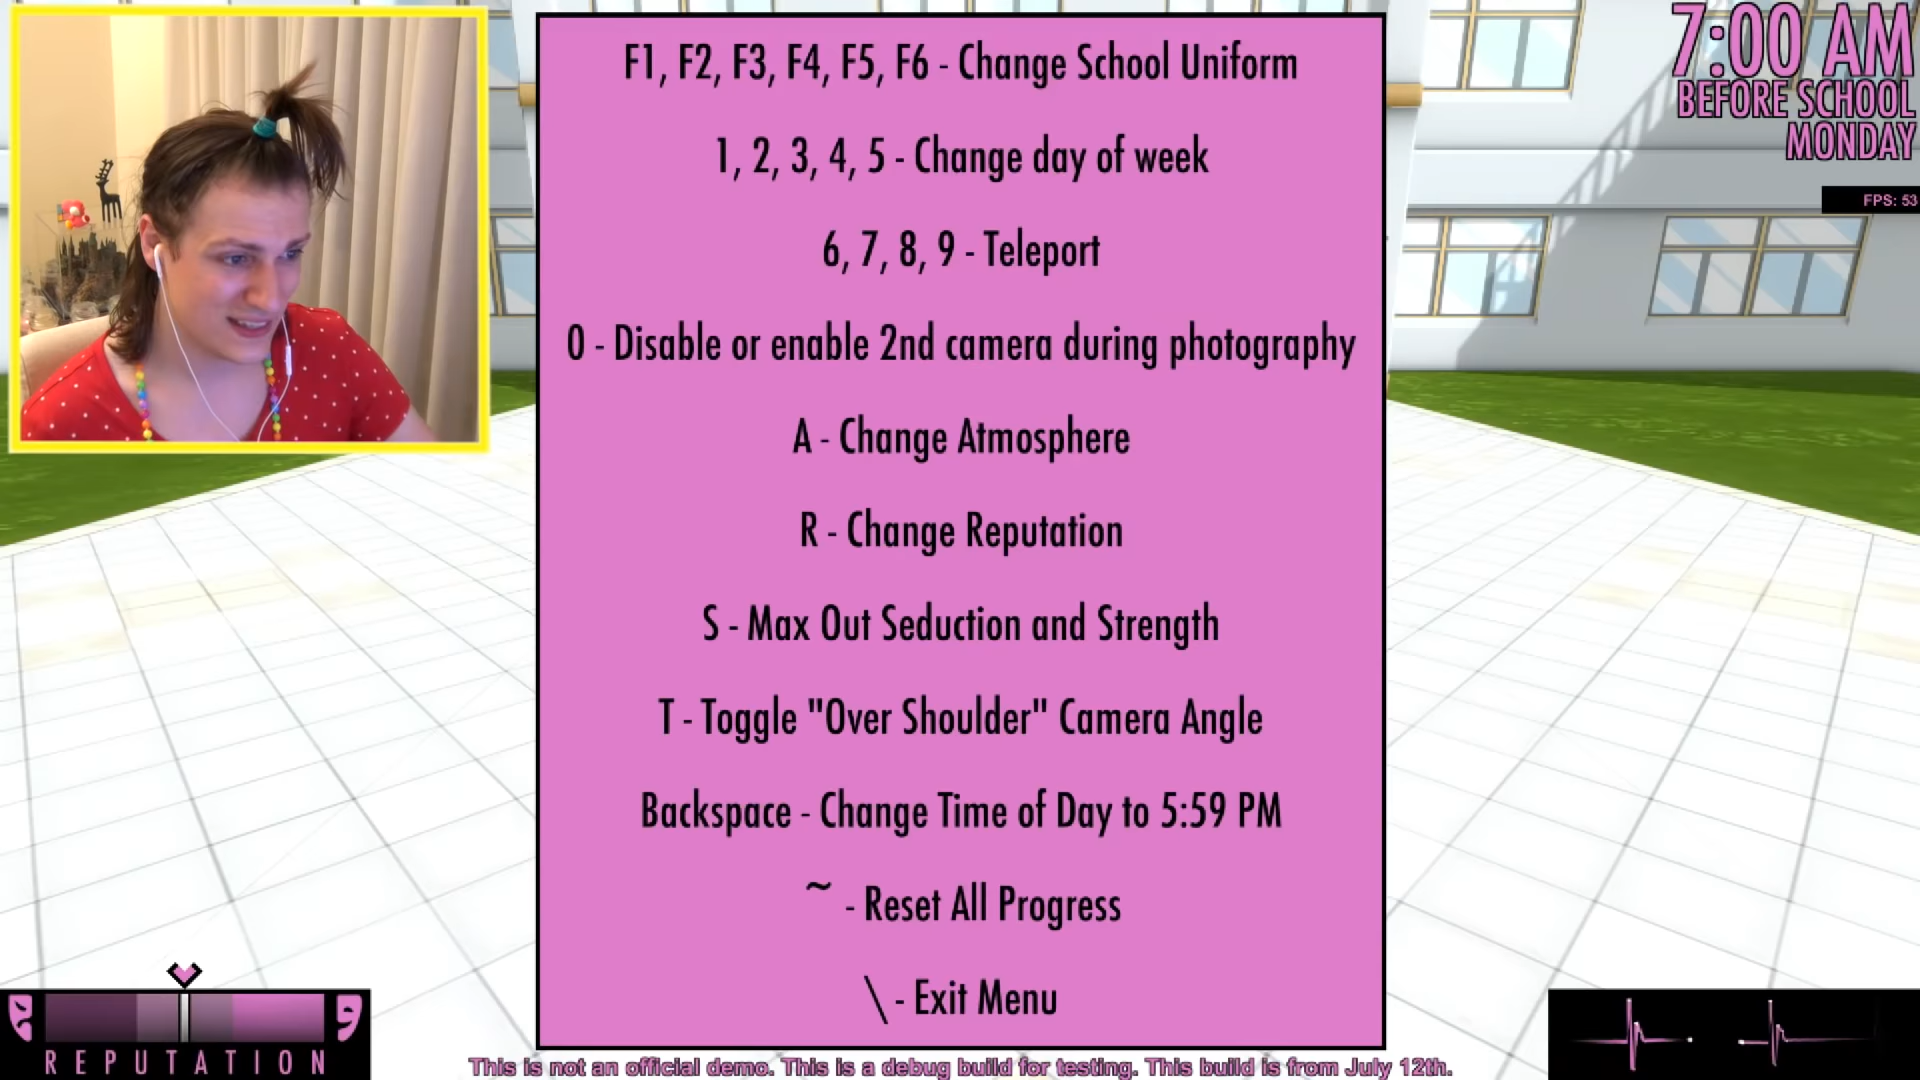 F1, F2, F3, F4, F5, F6 - Change School Uniform
1, 2, 3, 4, 5 - Change day of week
6, 7, 8, 9 - Teleport
0 - Disable or enable 2nd camera during photography
A - Change Atmosphere
R - Change Reputation
S - Max Out Seduction and Strength
T - Toggle "Over Shoulder" Camera Angle
Backspace - Change Time of Day to 5:59 PM
~ - Reset All Progress
\ - Exit Menu
7:00 AM
BEFORE SCHOOL
MONDAY
FPS: 53
REPUTATION
This is not an official demo. This is a debug build for testing. This build is from July 12th.